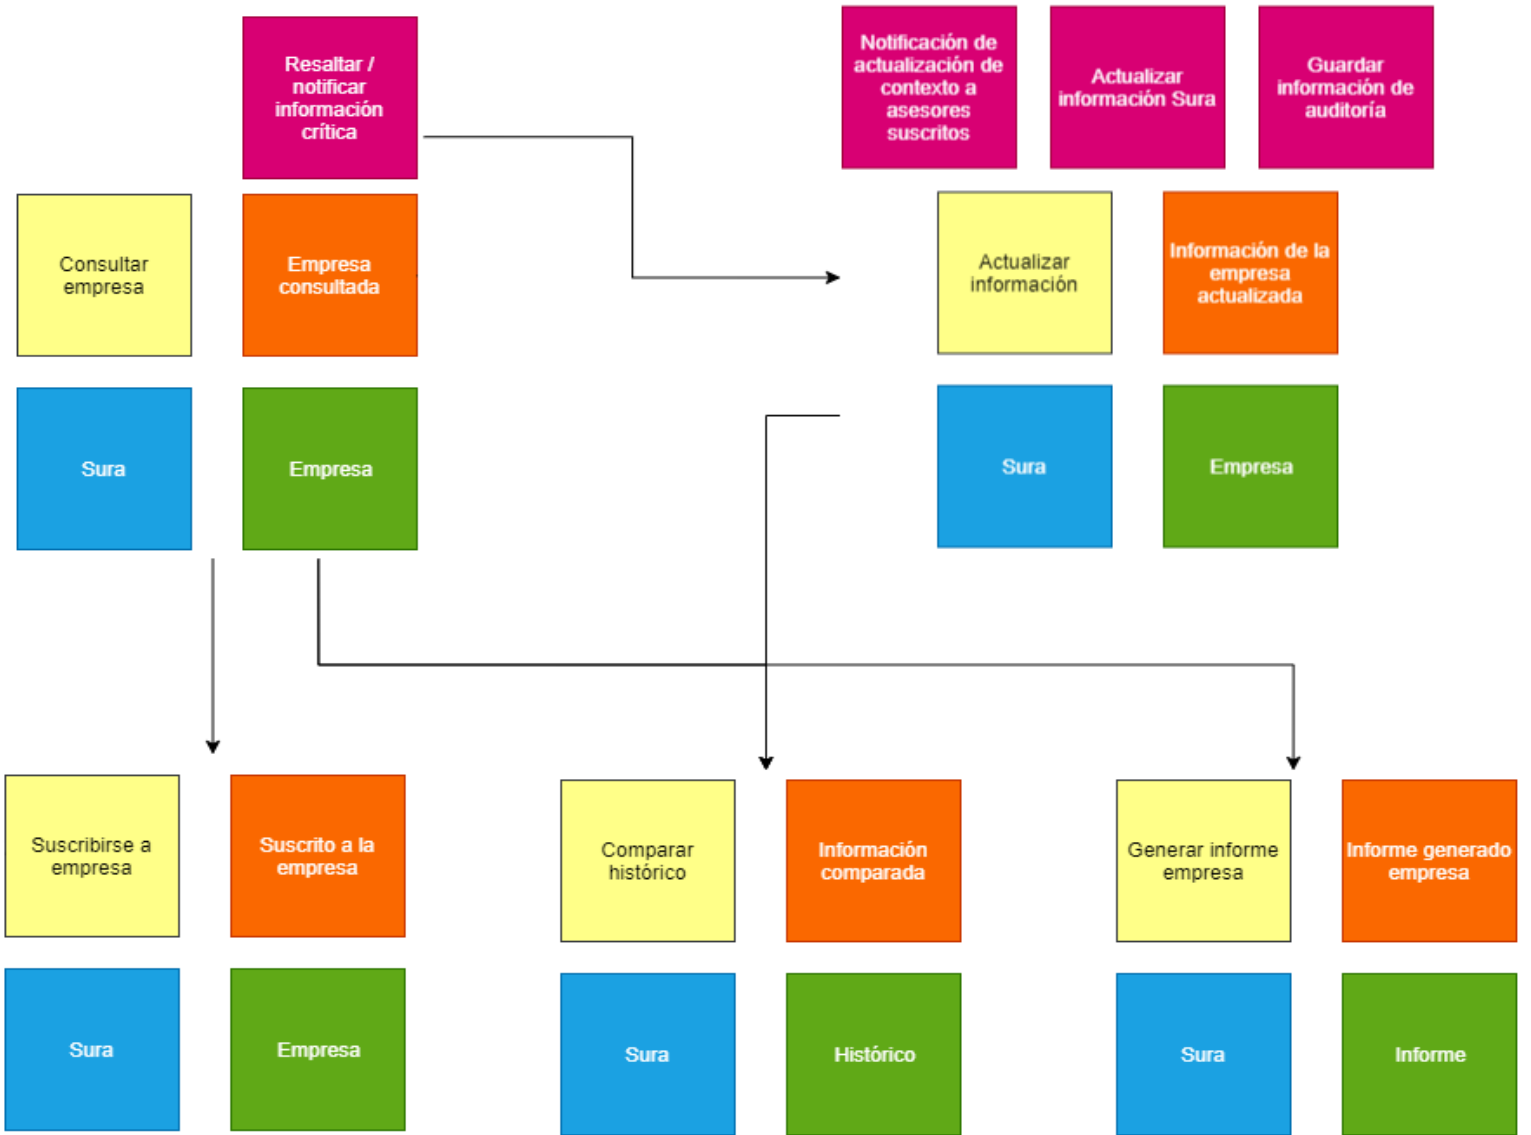 Resaltar /
notificar
información
crítica
Notificación de
actualización de
contexto a
asesores
suscritos
Actualizar
información Sura
Guardar
información de
auditoría
Consultar
empresa
Empresa
consultada
Actualizar
información
Información de la
empresa
actualizada
Sura
Empresa
Sura
Empresa
Suscribirse a
empresa
Suscrito a la
empresa
Comparar
histórico
Información
comparada
Generar informe
empresa
Informe generado
empresa
Sura
Empresa
Sura
Histórico
Sura
Informe